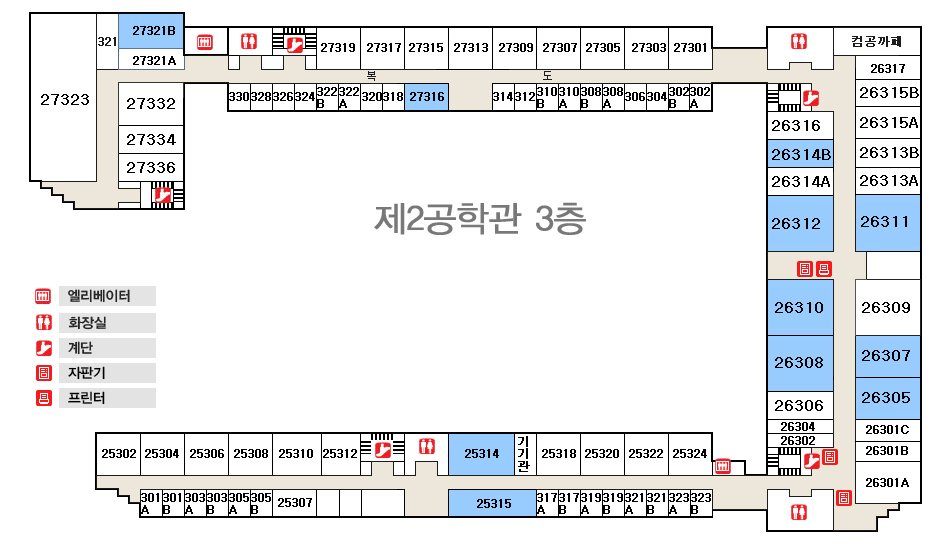 27323
321
27321B
27321A
27332
27334
27336
27319
27317
27315
27313
27309
27307
27305
27303
27301
복 도
330
328
326
324
322
B
322
A
320
318
27316
314
312
310
B
310
A
308
B
308
A
306
304
302
B
302
A
컴공까페
26317
26315B
26315A
26313B
26313A
26311
26309
26307
26305
26301C
26301B
26301A
26316
26314B
26314A
26312
26310
26308
26306
26304
26302
제2공학관 3층
엘리베이터
화장실
계단
자판기
프린터
25302
25304
25306
25308
25310
25312
25314
기
기
관
25318
25320
25322
25324
301
A
301
B
303
A
303
B
305
A
305
B
25307
25315
317
A
317
B
319
A
319
B
321
A
321
B
323
A
323
B